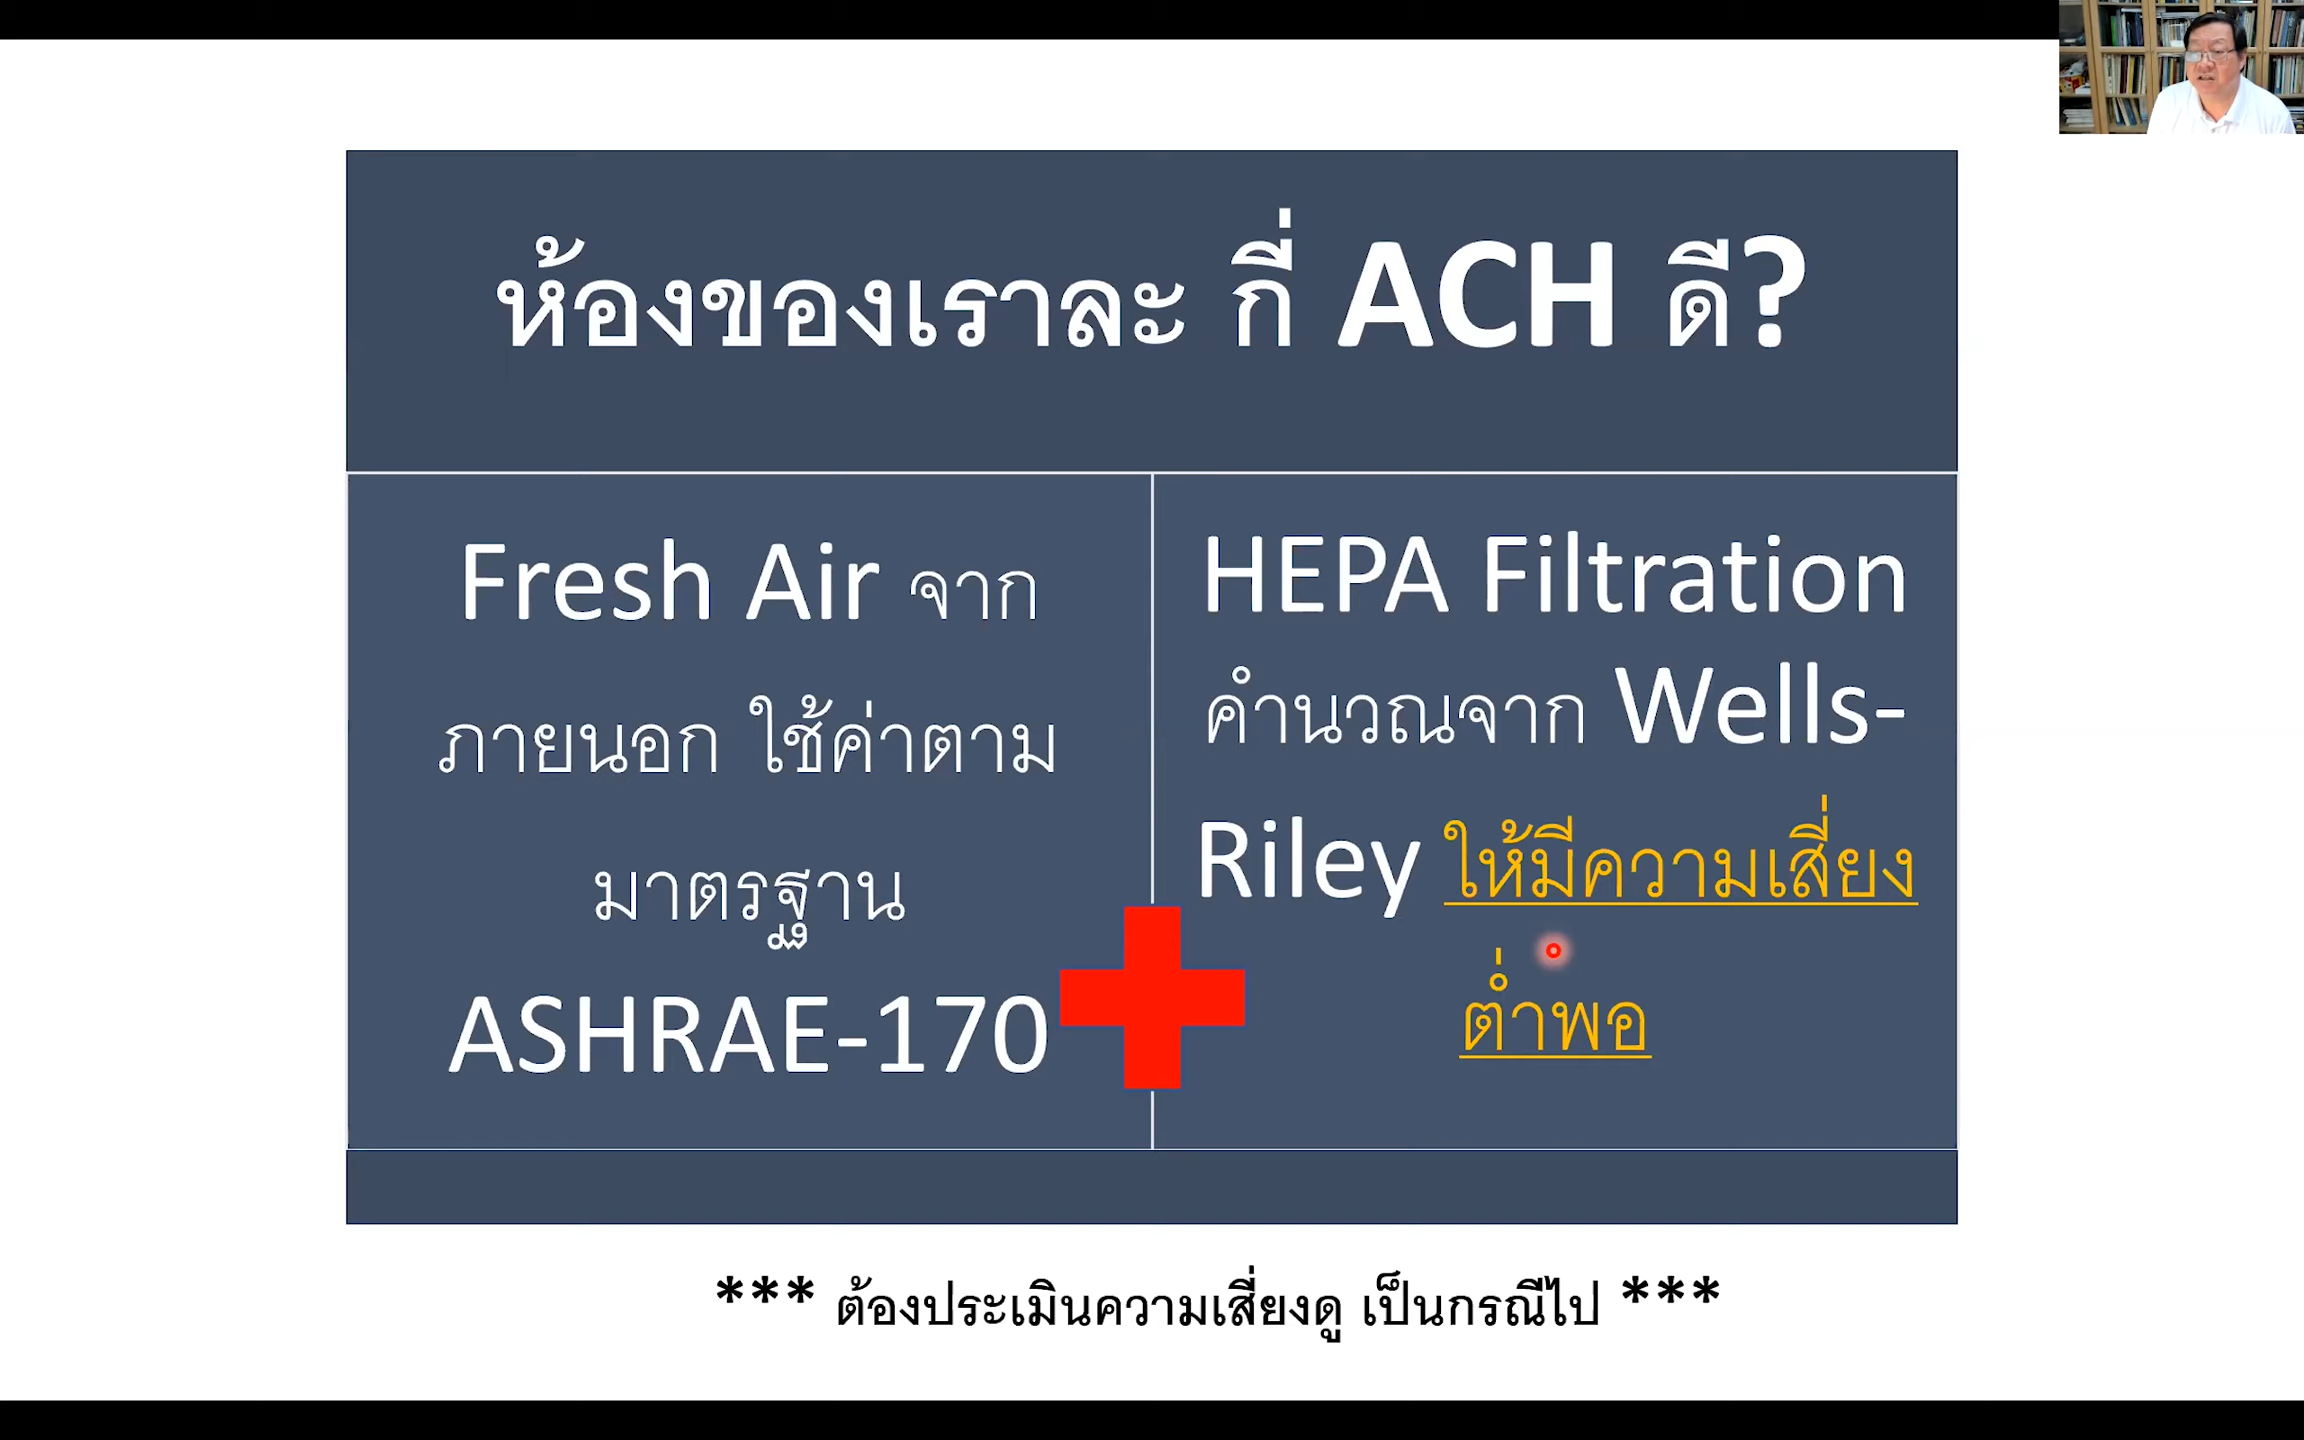 ห้องของเราละ กี่ ACH ดี?
Fresh Air จาก
ภายนอก ใช้ค่าตาม
มาตรฐาน
ASHRAE-170
HEPA Filtration
คำนวณจาก Wells-
Riley ให้มีความเสี่ยง
ต่ำพอ
*** ต้องประเมินความเสี่ยงดู เป็นกรณีไป ***